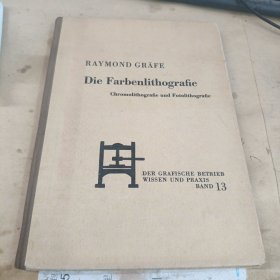 RAYMOND GRÄFE
Die Farbenlithografie
Chromolithografie und Fotolithografie
DER GRAFISCHE BETRIEB
WISSEN UND PRAXIS
BAND 13